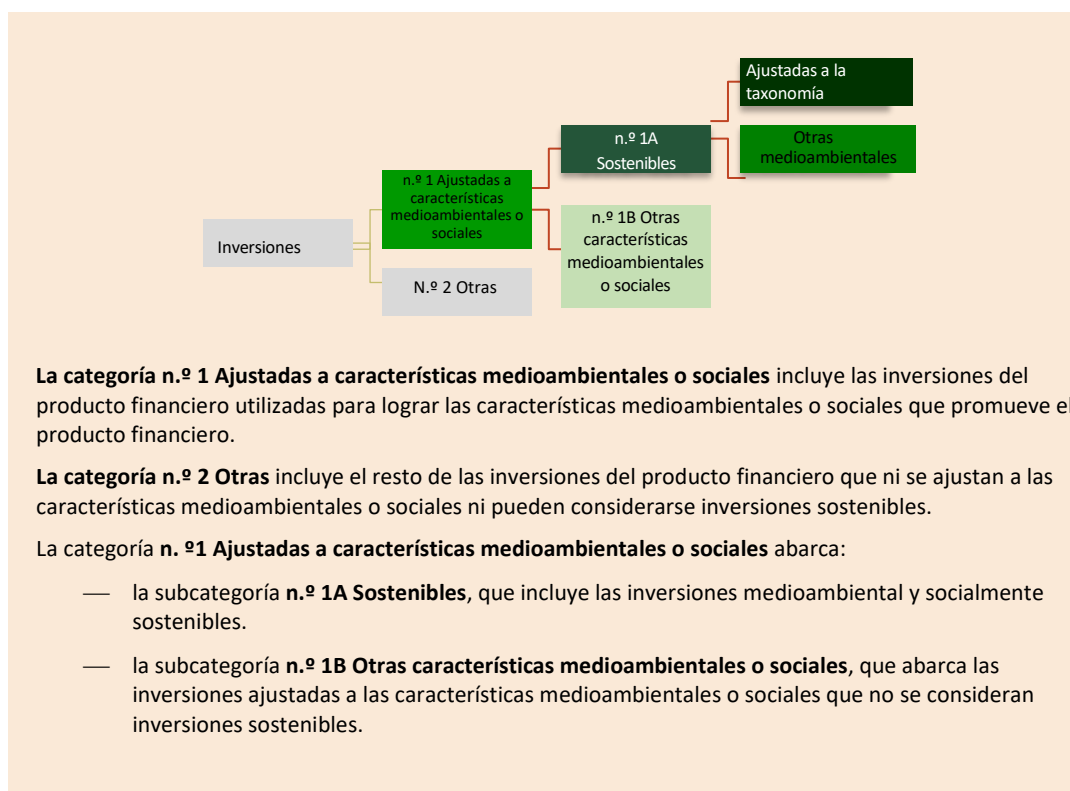 Ajustadas a la
taxonomía
n.º 1A
Sostenibles
Otras
medioambientales
n.º 1 Ajustadas a
características
medioambientales o
sociales
n.º 1B Otras
características
medioambientales
o sociales
Inversiones
N.º 2 Otras
La categoría n.º 1 Ajustadas a características medioambientales o sociales incluye las inversiones del
producto financiero utilizadas para lograr las características medioambientales o sociales que promueve el
producto financiero.
La categoría n.º 2 Otras incluye el resto de las inversiones del producto financiero que ni se ajustan a las
características medioambientales o sociales ni pueden considerarse inversiones sostenibles.
La categoría n. º1 Ajustadas a características medioambientales o sociales abarca:
— la subcategoría n.º 1A Sostenibles, que incluye las inversiones medioambiental y socialmente
sostenibles.
— la subcategoría n.º 1B Otras características medioambientales o sociales, que abarca las
inversiones ajustadas a las características medioambientales o sociales que no se consideran
inversiones sostenibles.